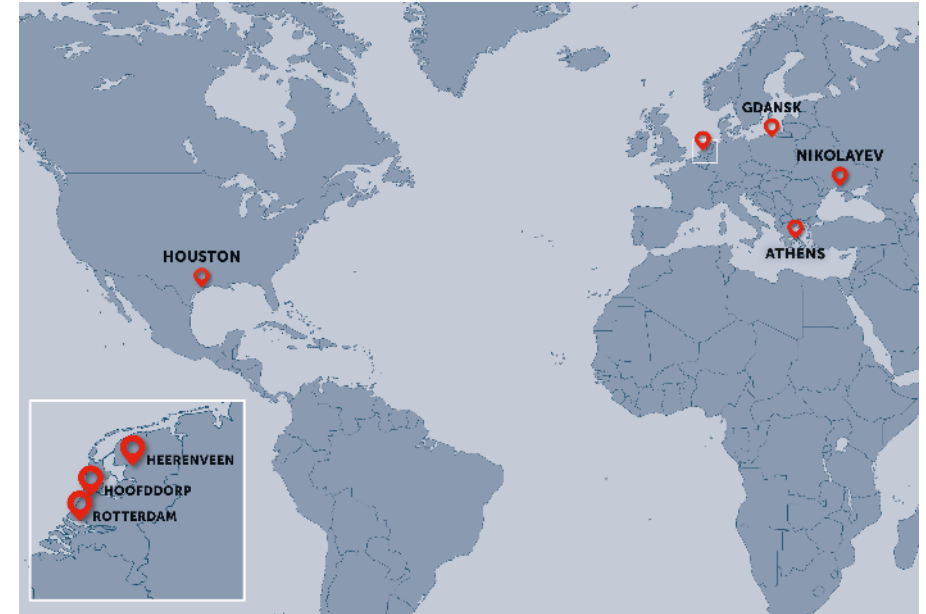 GDANSK
NIKOLAYEV
HOUSTON
ATHENS
HEERENVEEN
HOOFDDORP
ROTTERDAM